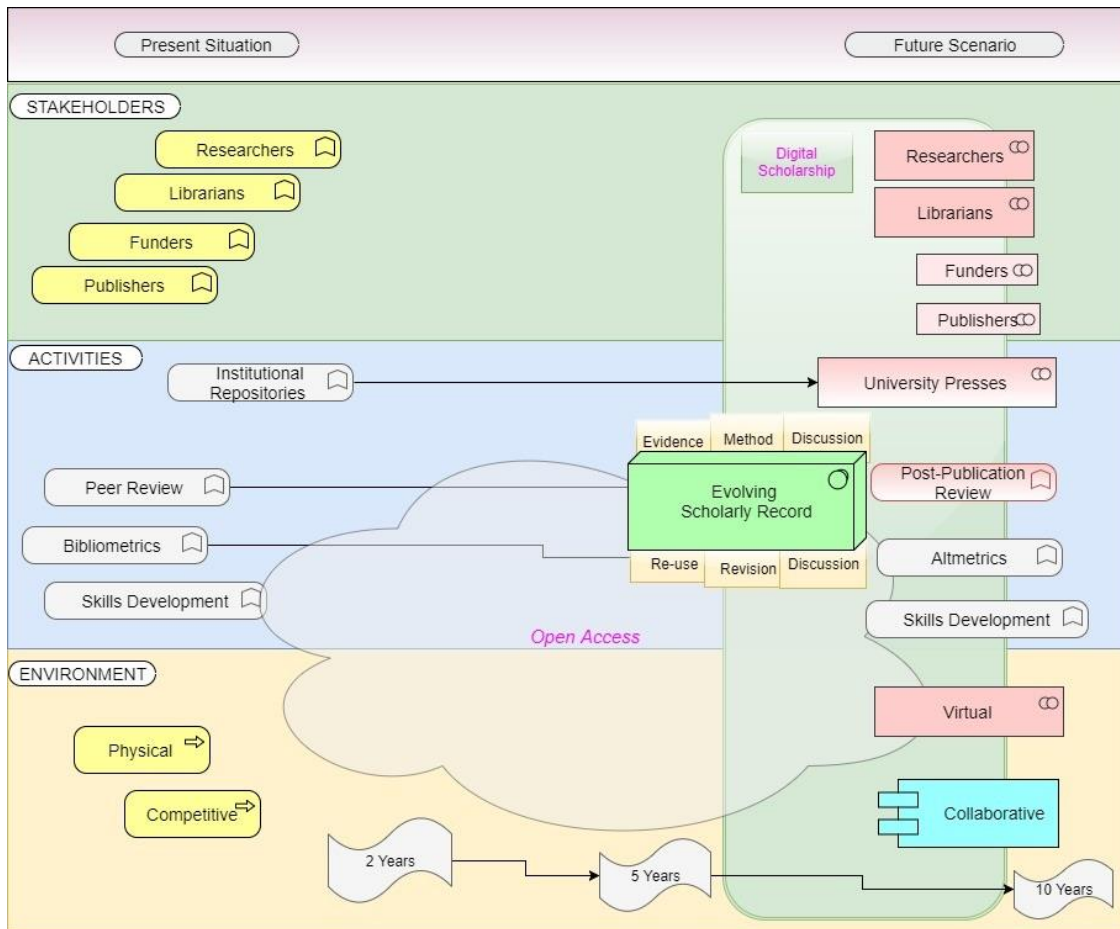 Present Situation
Future Scenario
STAKEHOLDERS
Researchers
Librarians
Funders
Publishers
Digital
Scholarship
Researchers
Librarians
Funders
Publishers
ACTIVITIES
Institutional
Repositories
University Presses
Evidence
Method
Discussion
Peer Review
Evolving
Scholarly Record
Post-Publication
Review
Bibliometrics
Re-use
Revision
Discussion
Altmetrics
Skills Development
Open Access
Skills Development
ENVIRONMENT
Physical
Competitive
Virtual
Collaborative
2 Years
5 Years
10 Years